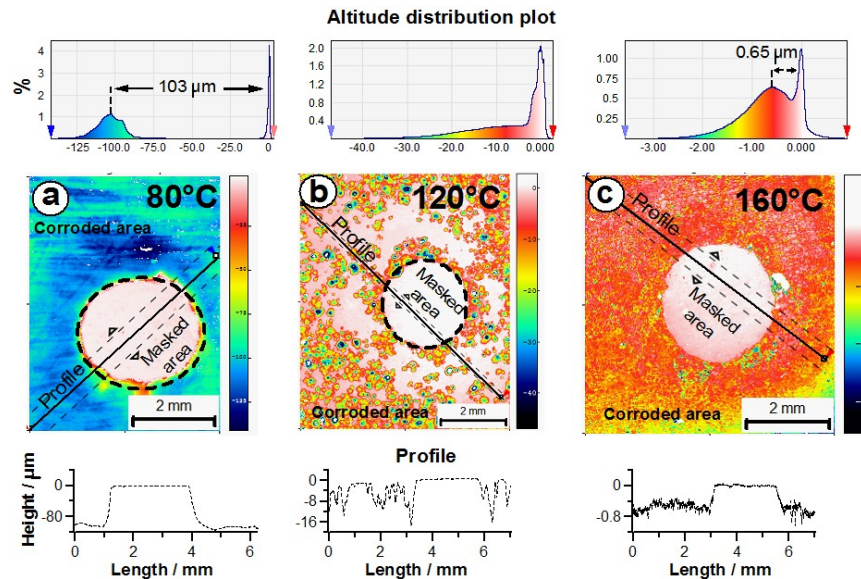 Altitude distribution plot
%
4
3
2
1
103 µm
-125.0 -100.0 -75.0 -50.0 -25.0 0
2.0
1.6
1.2
0.8
0.4
-40.0 -30.0 -20.0 -10.0 0.000
1.00
0.75
0.50
0.25
0.65 µm
-3.00 -2.00 -1.00 0.000
a 80°C
Corroded area
Profile
Masked area
2 mm
b 120°C
Profile
Masked area
Corroded area
2 mm
0
-10
-20
-30
-40
c 160°C
Profile
Masked area
Corroded area
2 mm
Profile
Height / µm
0
-80
0 2 4 6
Length / mm
0
-8
-16
0 2 4 6
Length / mm
0
-0.8
0 2 4 6
Length / mm